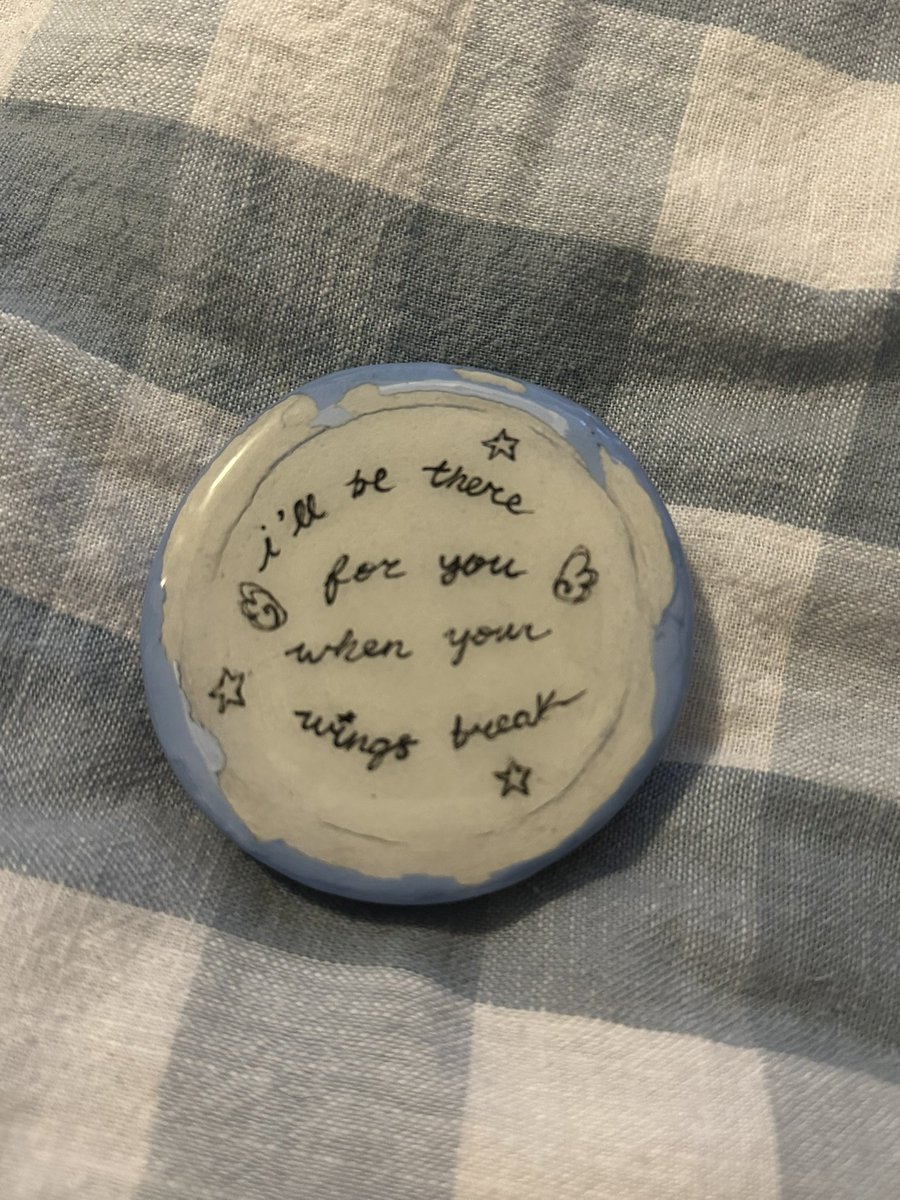 i'll be there
for you
when your
wings break